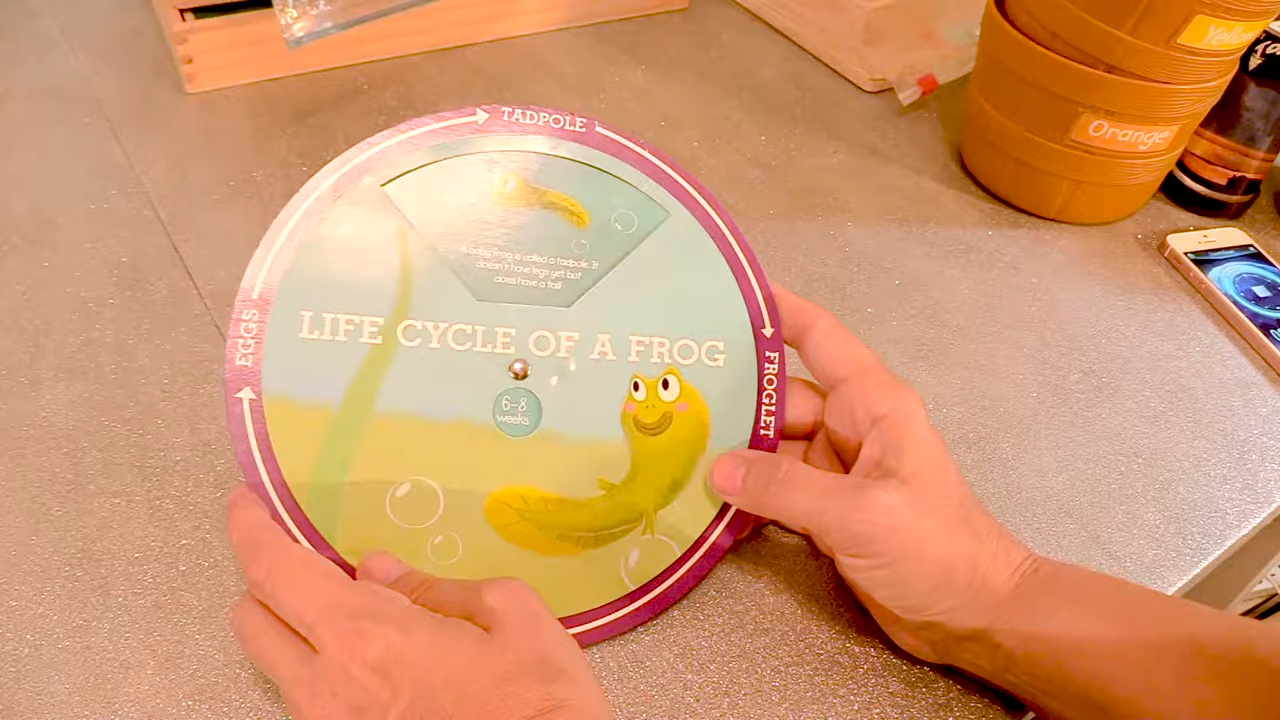 TADPOLE
A baby frog is called a tadpole. It
doesn't have legs yet but
does have a tail!
EGGS
LIFE CYCLE OF A FROG
FROGLET
6-8
weeks
Yellow
Orange